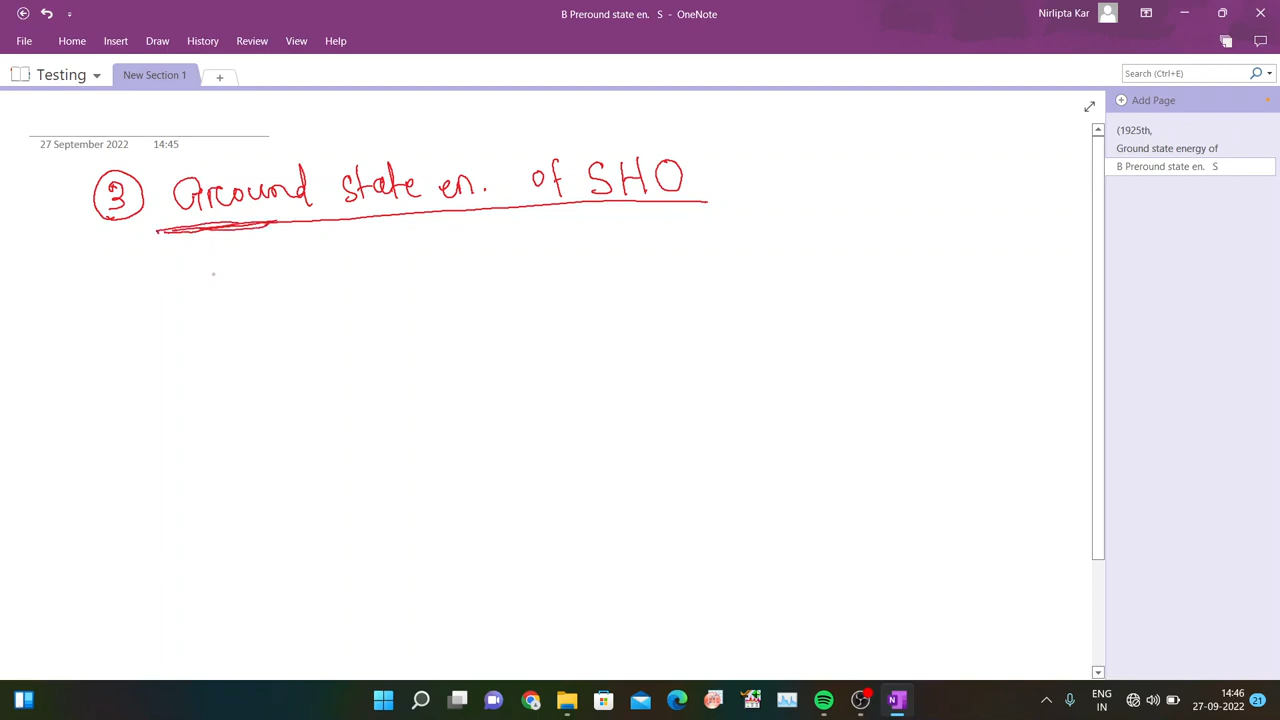 B Preround state en. S - OneNote
Nirlipta Kar
File Home Insert Draw History Review View Help
Testing
New Section 1
+
Search (Ctrl+E)
Add Page
27 September 2022 14:45
(1925th,
Ground state energy of
B Preround state en. S
③ Ground state en. of SHO
ENG
IN
14:46
27-09-2022
21